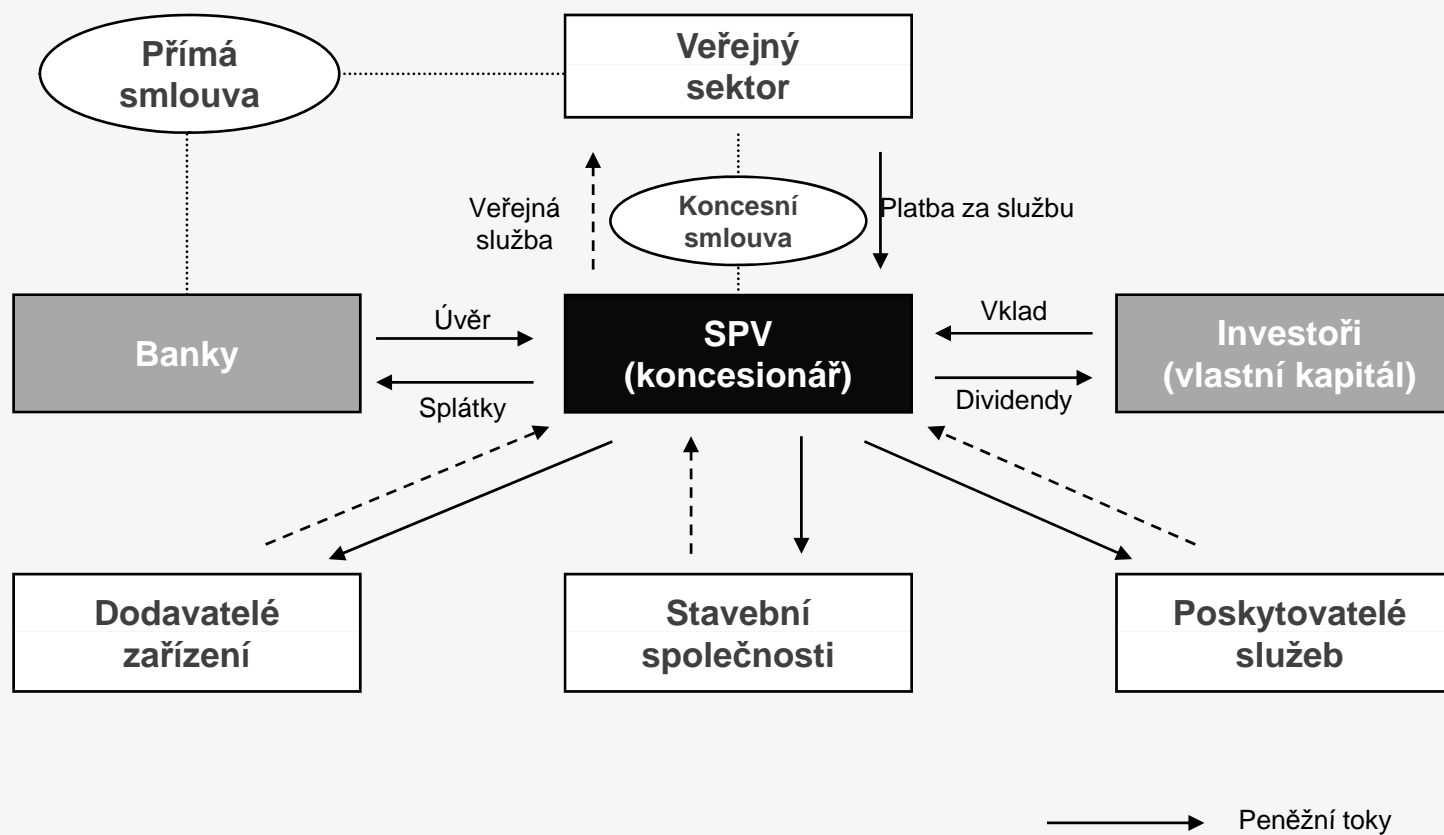 Přímá
smlouva
Veřejný
sektor
Veřejná
služba
Koncesní
smlouva
Platba za službu
Banky
Úvěr
Splátky
SPV
(koncesionář)
Vklad
Dividendy
Investoři
(vlastní kapitál)
Dodavatelé
zařízení
Stavební
společnosti
Poskytovatelé
služeb
Peněžní toky